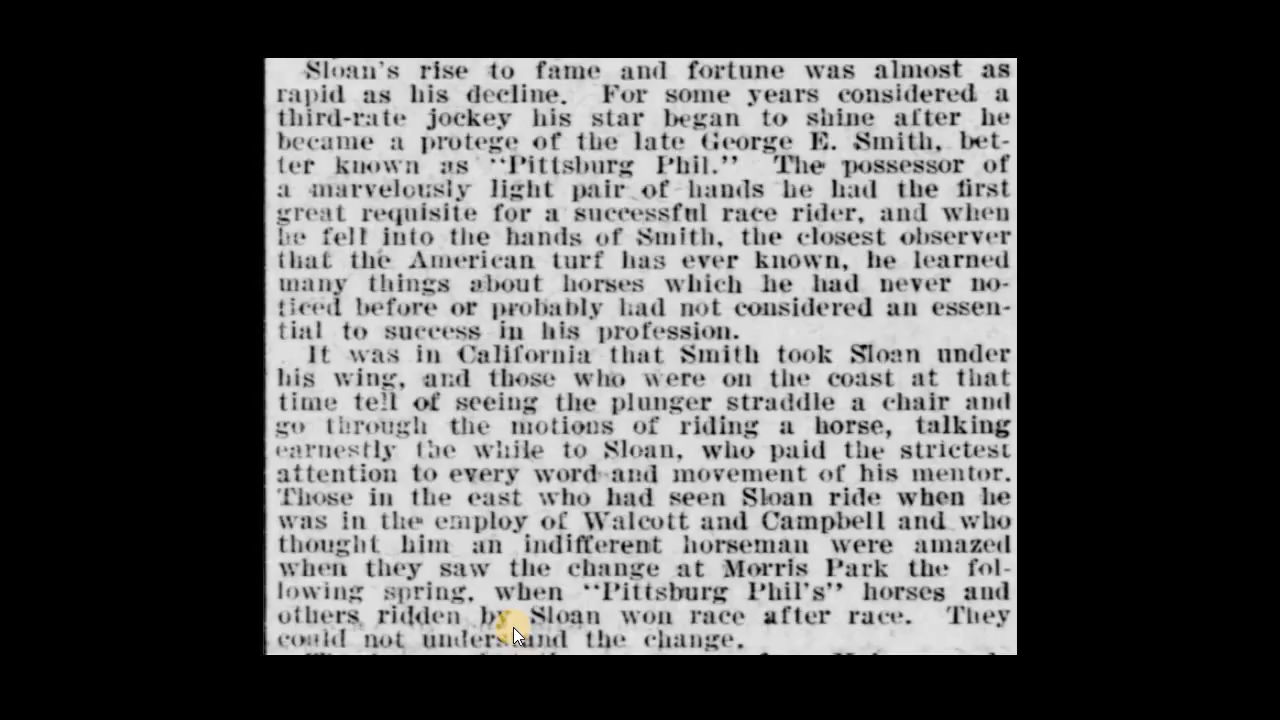 Sloan's rise to fame and fortune was almost as
rapid as his decline. For some years considered a
third-rate jockey his star began to shine after he
became a protege of the late George E. Smith, bet-
ter known as "Pittsburg Phil." The possessor of
a marvelously light pair of hands he had the first
great requisite for a successful race rider, and when
he fell into the hands of Smith, the closest observer
that the American turf has ever known, he learned
many things about horses which he had never no-
ticed before or probably had not considered an essen-
tial to success in his profession.
It was in California that Smith took Sloan under
his wing, and those who were on the coast at that
time tell of seeing the plunger straddle a chair and
go through the motions of riding a horse, talking
earnestly the while to Sloan, who paid the strictest
attention to every word and movement of his mentor.
Those in the east who had seen Sloan ride when he
was in the employ of Walcott and Campbell and who
thought him an indifferent horseman were amazed
when they saw the change at Morris Park the fol-
lowing spring, when "Pittsburg Phil's" horses and
others ridden by Sloan won race after race. They
could not understand the change.